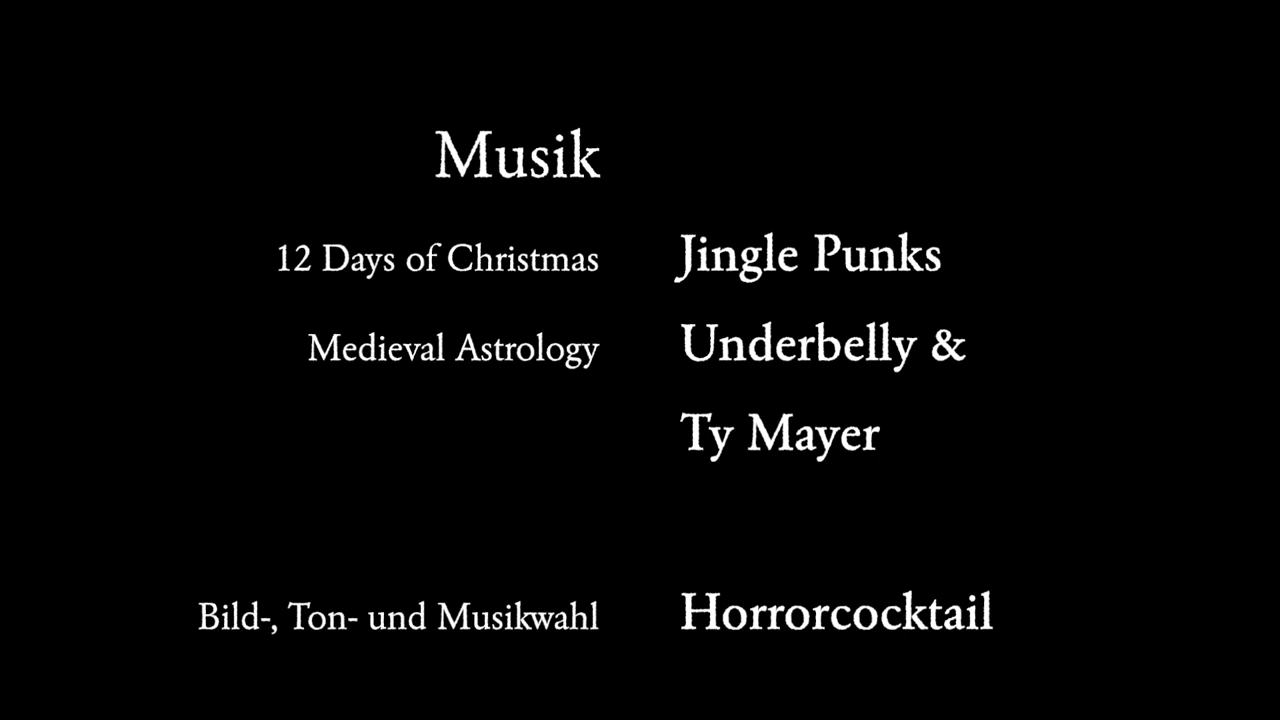 Musik
12 Days of Christmas Jingle Punks
Medieval Astrology Underbelly &
Ty Mayer
Bild-, Ton- und Musikwahl Horrorcocktail